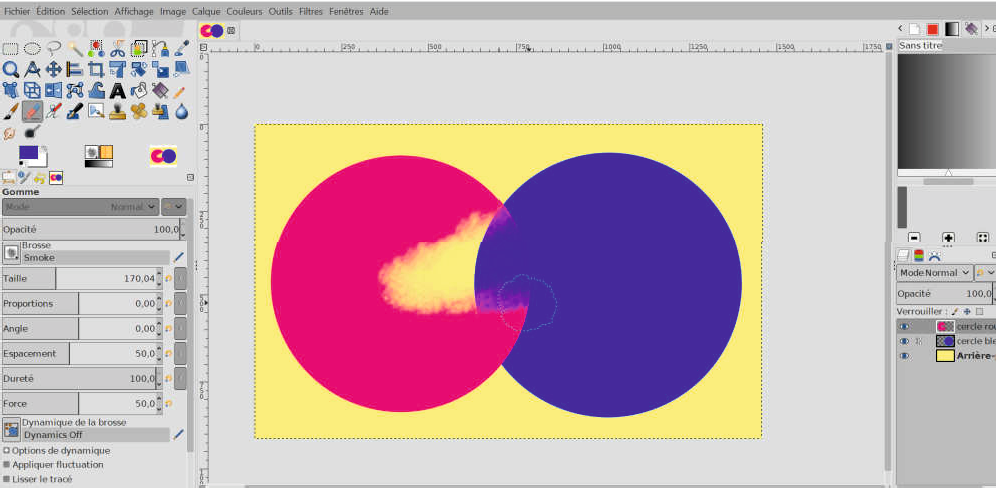 Fichier Édition Sélection Affichage Image Calque Couleurs Outils Filtres Fenêtres Aide
Sans titre
0 250 500 750 1000 1250 1500 1750
Gomme
Mode Normal
Opacité 100,0
Brosse
Smoke
Taille 170,04
Proportions 0,00
Angle 0,00
Espacement 50,0
Dureté 100,0
Force 50,0
Dynamique de la brosse
Dynamics Off
Options de dynamique
Appliquer fluctuation
Lisser le tracé
Mode Normal
Opacité 100,0
Verrouiller :
cercle rou
cercle ble
Arrière-